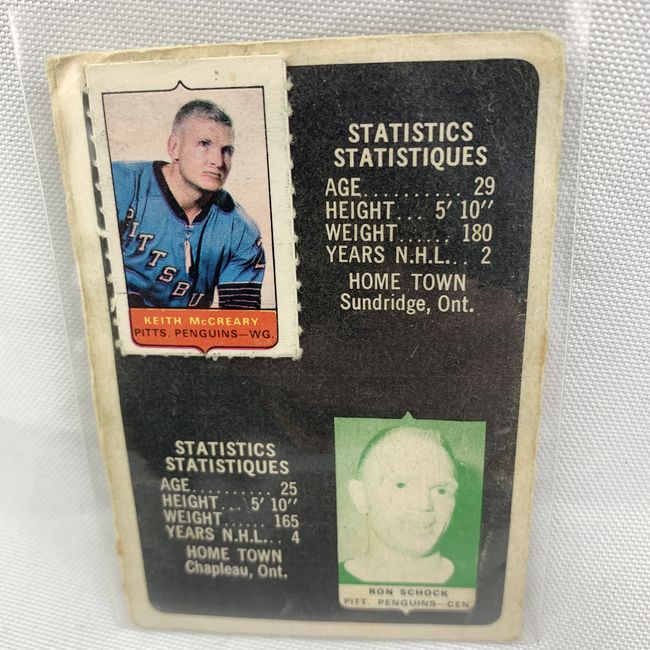 PITTSBU
KEITH McCREARY
PITTS. PENGUINS—WG.
STATISTICS
STATISTIQUES
AGE.......... 29
HEIGHT... 5' 10"
WEIGHT...... 180
YEARS N.H.L.. 2
HOME TOWN
Sundridge, Ont.
STATISTICS
STATISTIQUES
AGE.......... 25
HEIGHT... 5' 10"
WEIGHT...... 165
YEARS N.H.L... 4
HOME TOWN
Chapleau, Ont.
RON SCHOCK
PITT. PENGUINS—CEN